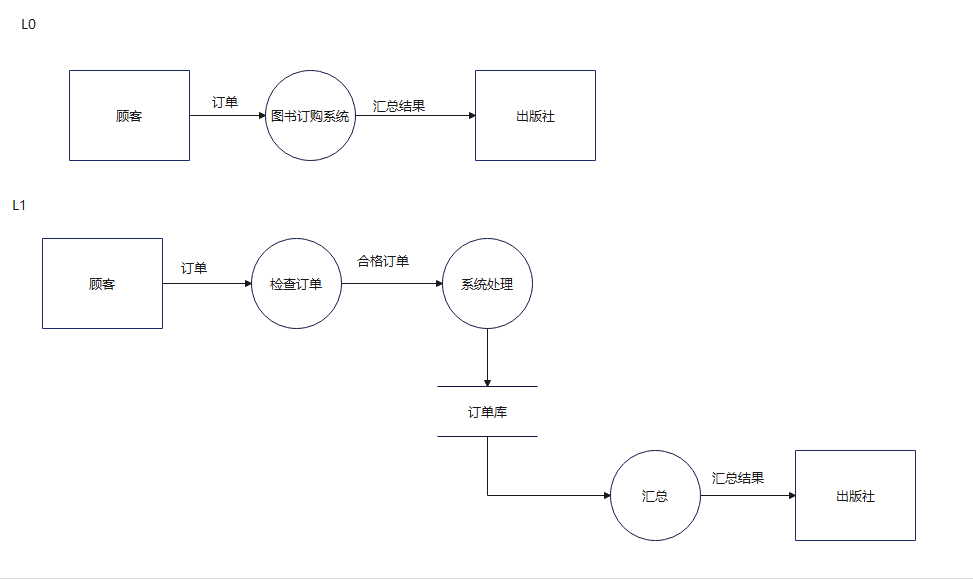 L0
顾客
订单
图书订购系统
汇总结果
出版社
L1
顾客
订单
检查订单
合格订单
系统处理
订单库
汇总
汇总结果
出版社